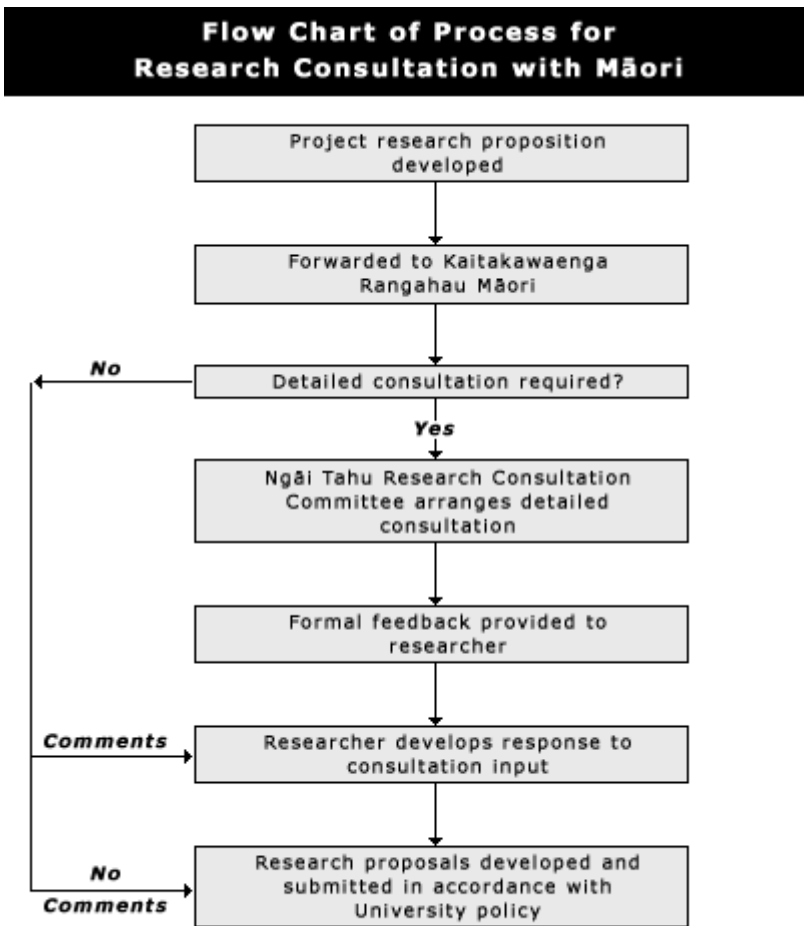 Flow Chart of Process for
Research Consultation with Māori
Project research proposition
developed
Forwarded to Kaitakawaenga
Rangahau Māori
No
Detailed consultation required?
Yes
Ngāi Tahu Research Consultation
Committee arranges detailed
consultation
Formal feedback provided to
researcher
Comments
Researcher develops response to
consultation input
No
Comments
Research proposals developed and
submitted in accordance with
University policy